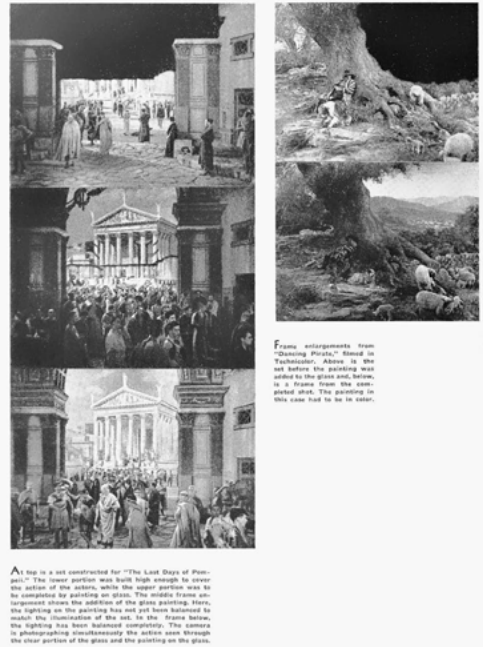 Frame enlargements from
"Dancing Pirate," filmed in
Technicolor. Above is the
set before the painting was
added to the glass and, below,
is a frame from the com-
pleted shot. The painting in
this case had to be in color.
At top is a set constructed for "The Last Days of Pom-
peii." The lower portion was built high enough to cover
the action of the actors, while the upper portion was to
be completed by painting on glass. The middle frame en-
largement shows the addition of the glass painting. Here,
the lighting on the painting has not yet been balanced to
match thy illumination of the set. In the frame below,
the lighting has been balanced completely. The camera
is photographing simultaneously the action seen through
the clear portion of the glass and the painting on the glass.